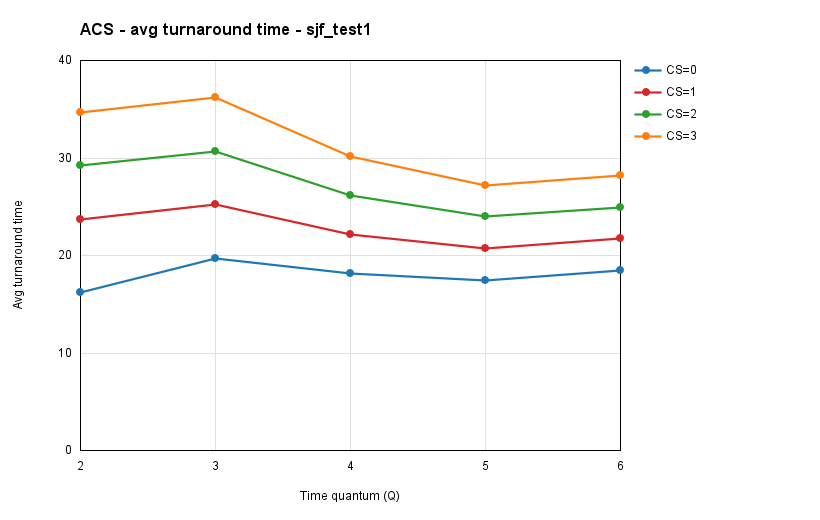 ACS - avg turnaround time - sjf_test1
CS=0
CS=1
CS=2
CS=3
Avg turnaround time
40
30
20
10
0
2 3 4 5 6
Time quantum (Q)